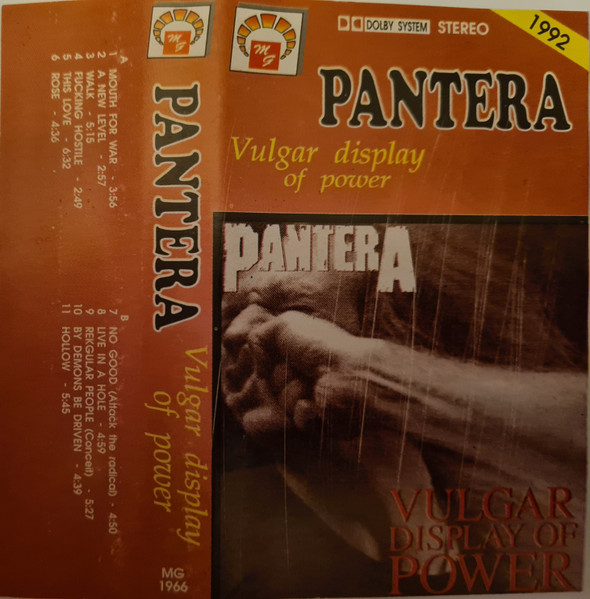 A
1 MOUTH FOR WAR - 3:56
2 A NEW LEVEL - 2:57
3 WALK - 5:15
4 FUCKING HOSTILE - 2:49
5 THIS LOVE - 6:32
6 ROSE - 4:36
B
7 NO GOOD (Attack the radical) - 4:50
8 LIVE IN A HOLE - 4:59
9 REKGULAR PEOPLE (Conceit) - 5:27
10 BY DEMONS BE DRIVEN - 4:39
11 HOLLOW - 5:45
MJ
PANTERA
Vulgar display
of power
MG
1966
MJ
DOLBY SYSTEM STEREO
1992
PANTERA
Vulgar display
of power
PANTERA
VULGAR
DISPLAY OF
POWER